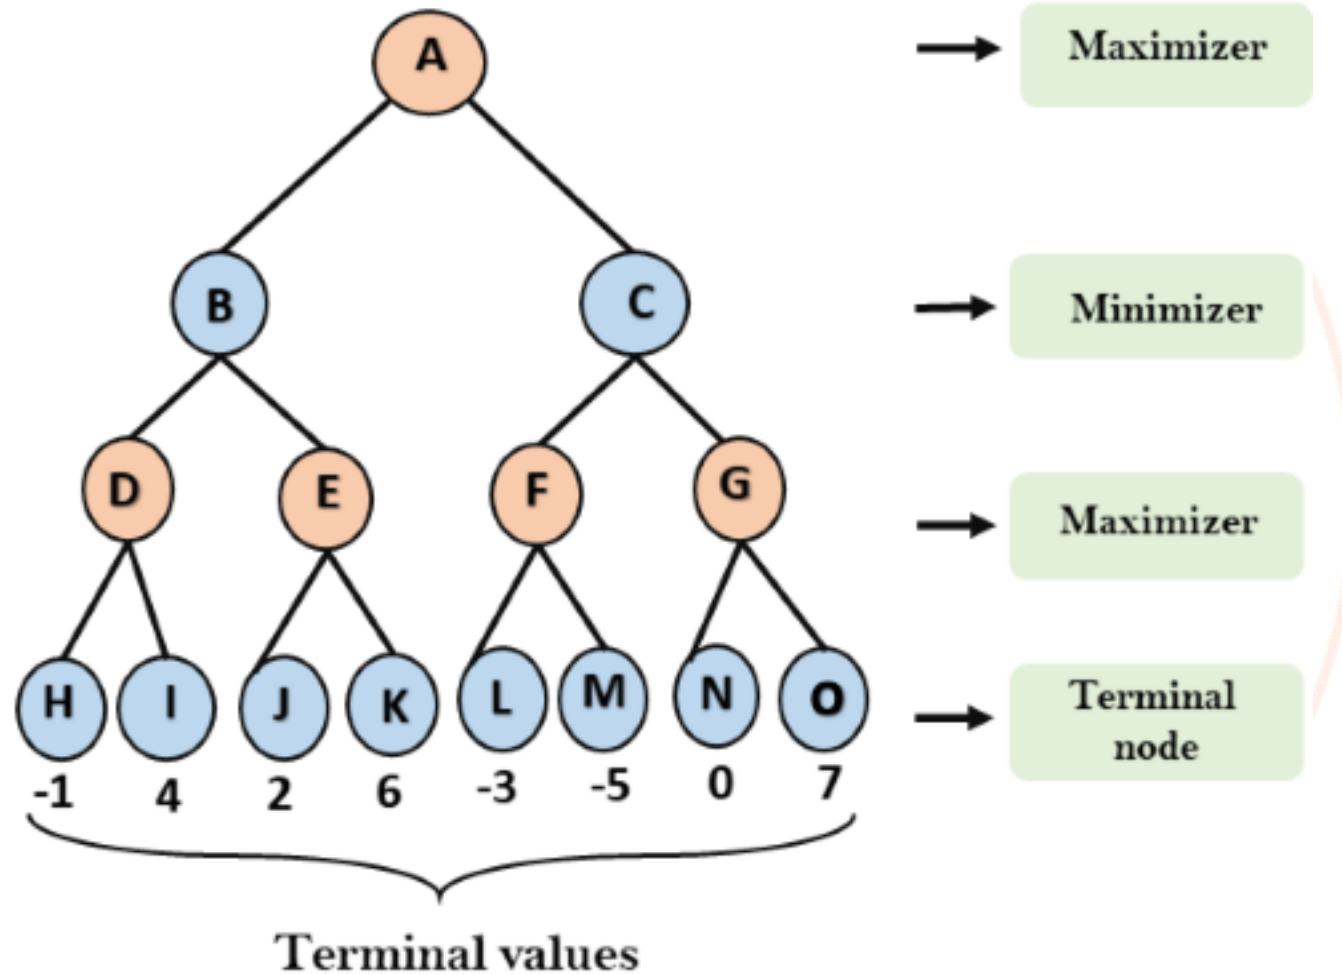 A
Maximizer
B
C
Minimizer
D
E
F
G
Maximizer
H
I
J
K
L
M
N
O
Terminal
node
-1
4
2
6
-3
-5
0
7
Terminal values